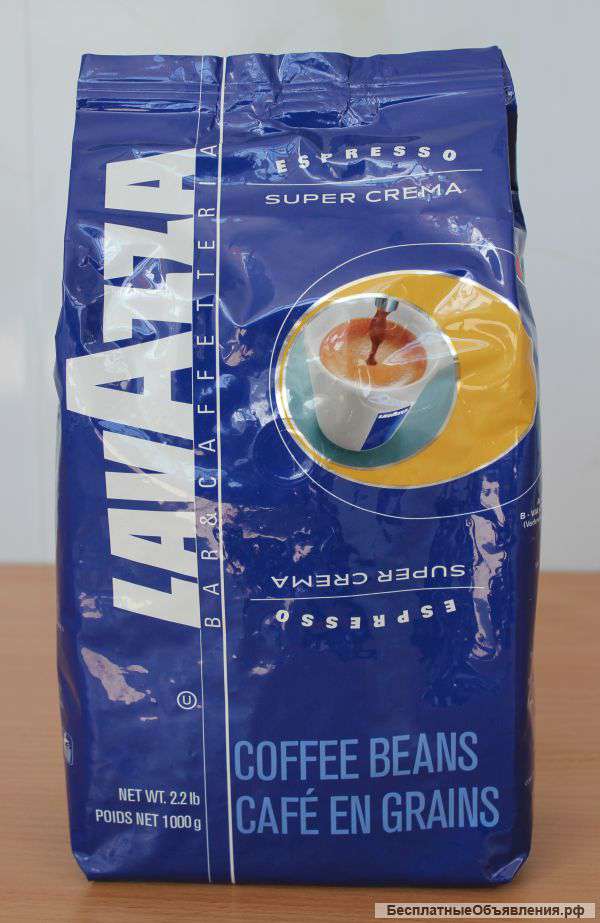 ESPRESSO
SUPER CREMA
LAVAZZA
BAR & CAFFETTERIA
LAVAZZA
SUPER CREMA
ESPRESSO
U
COFFEE BEANS
CAFÉ EN GRAINS
NET WT. 2.2 lb
POIDS NET 1000 g
БесплатныеОбъявления.рф